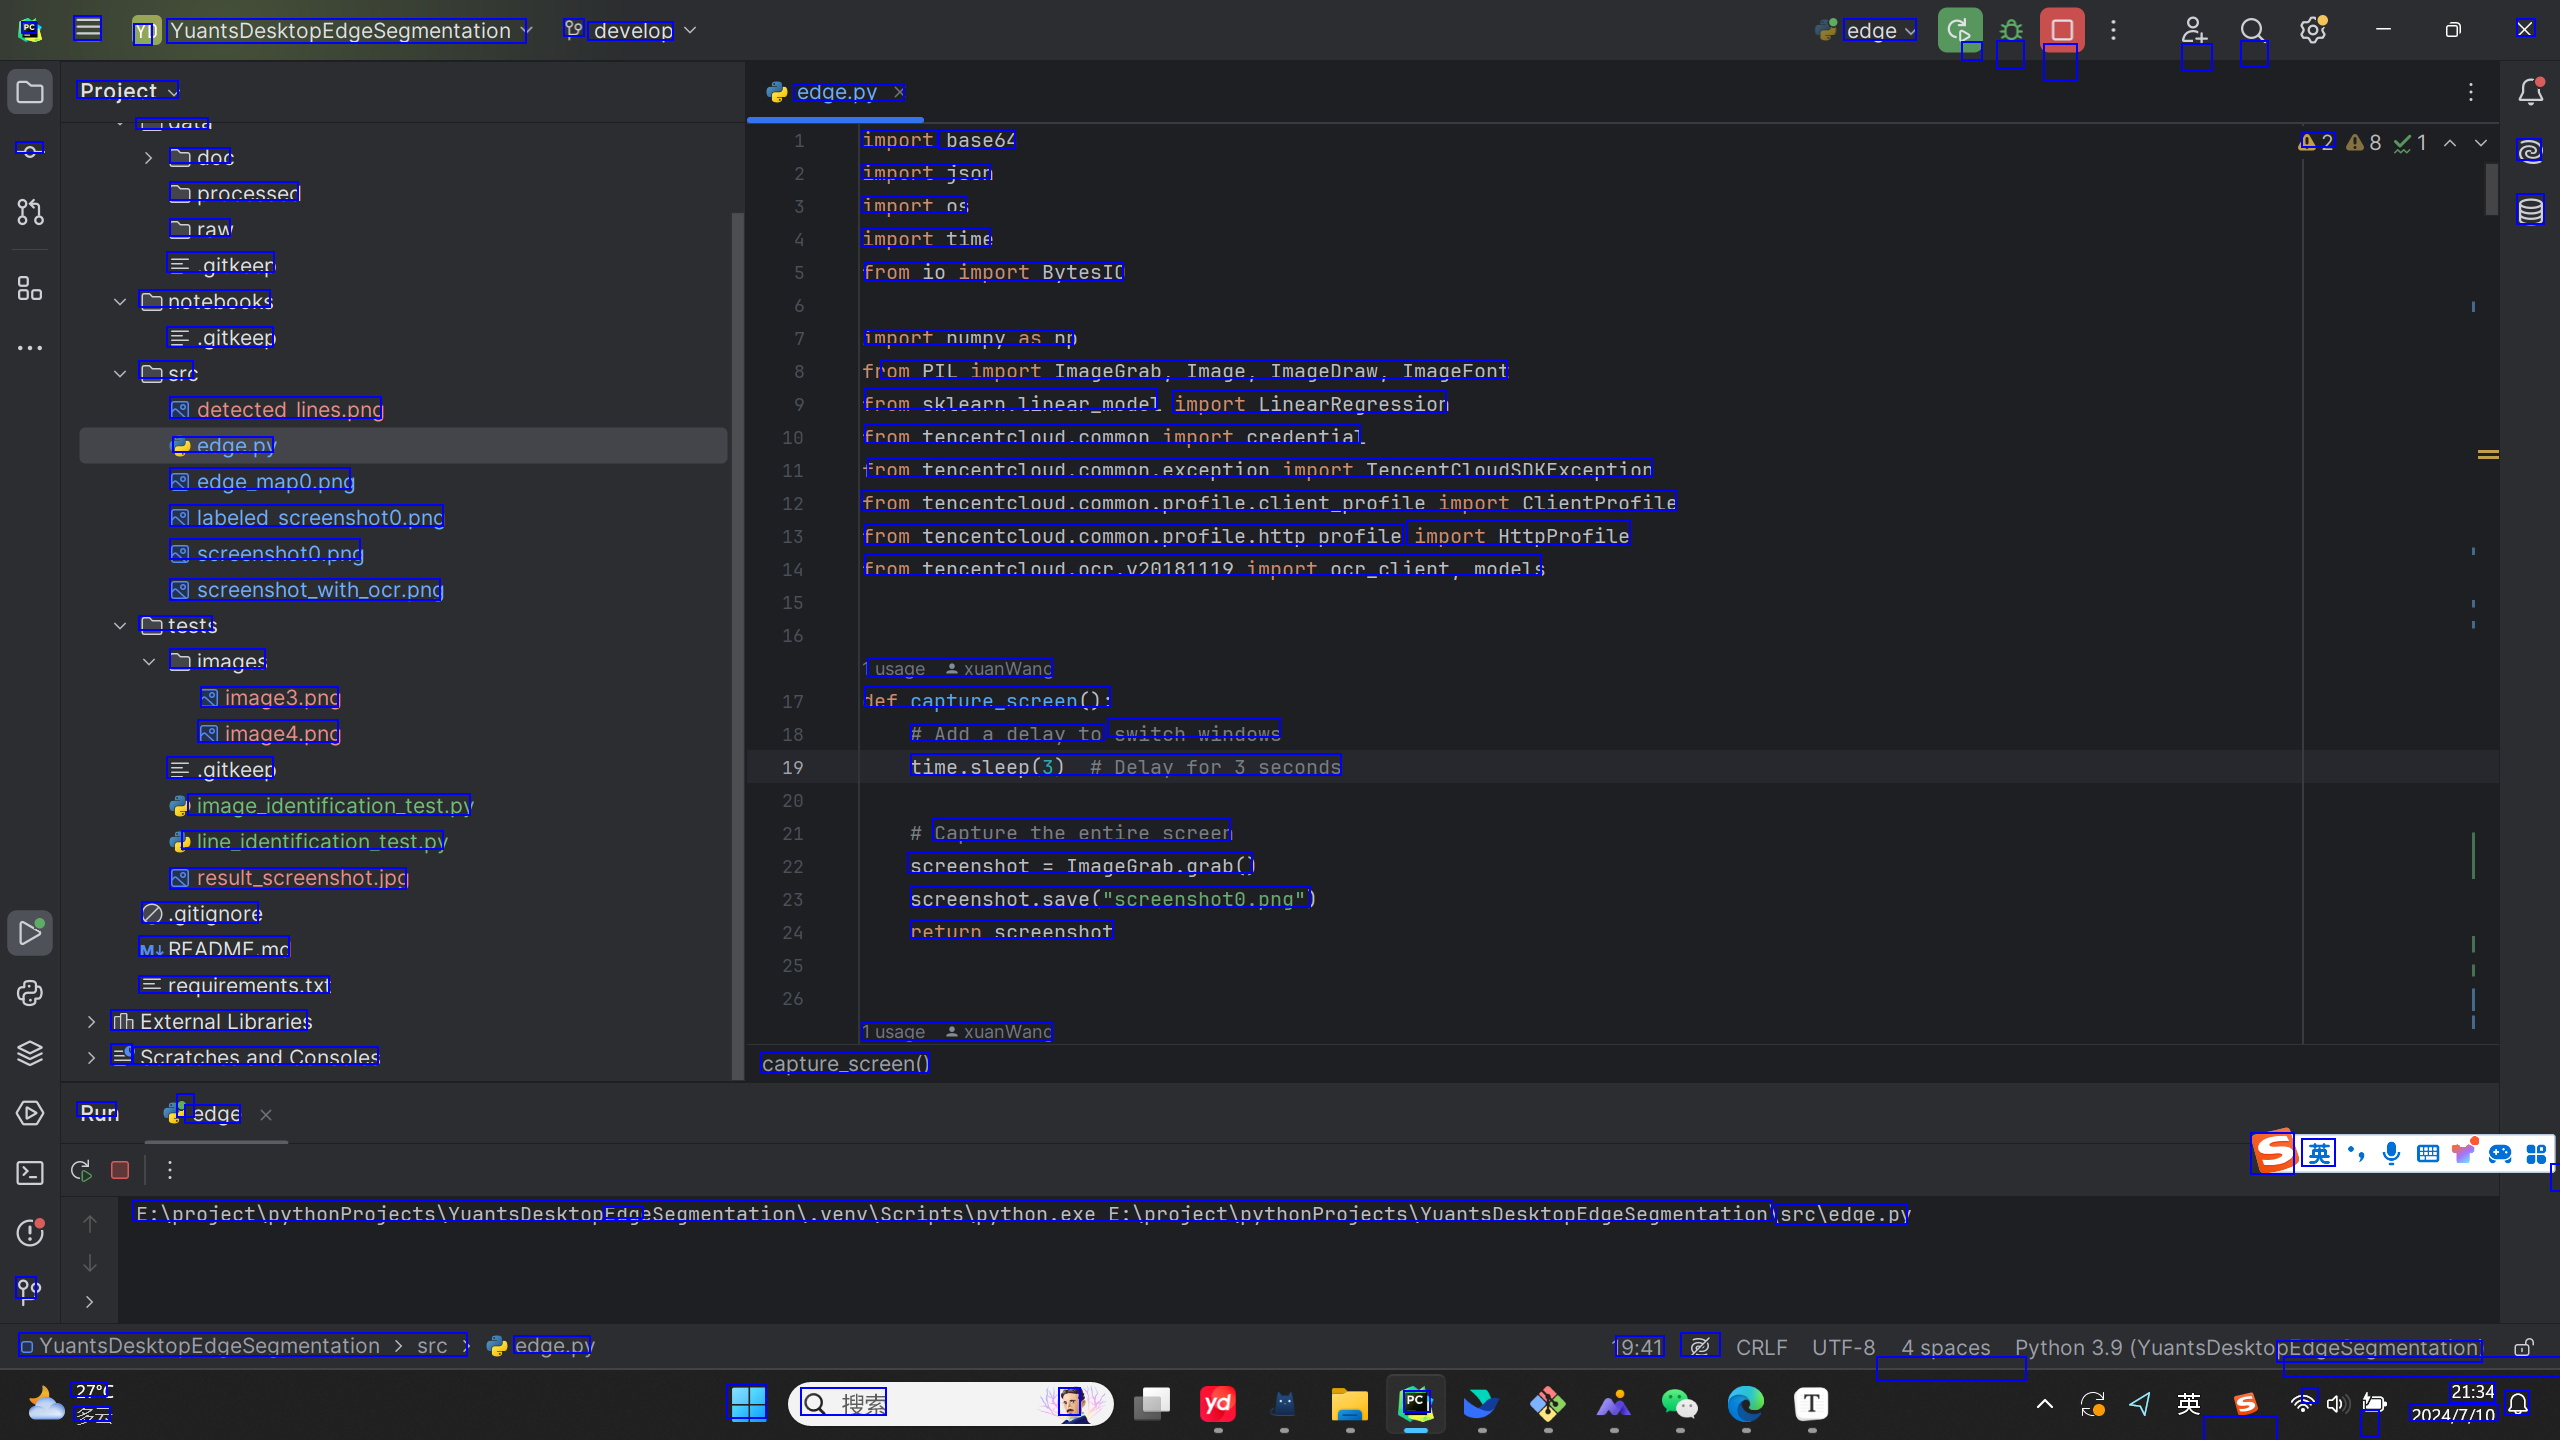 YD YuantsDesktopEdgeSegmentation develop edge
Project
edge.py
data
doc
processed
raw
.gitkeep
notebooks
.gitkeep
src
detected_lines.png
edge.py
edge_map0.png
labeled_screenshot0.png
screenshot0.png
screenshot_with_ocr.png
tests
images
image3.png
image4.png
.gitkeep
image_identification_test.py
line_identification_test.py
result_screenshot.jpg
.gitignore
README.md
requirements.txt
External Libraries
Scratches and Consoles
2 8 1
1 import base64
2 import json
3 import os
4 import time
5 from io import BytesIO
6
7 import numpy as np
8 from PIL import ImageGrab, Image, ImageDraw, ImageFont
9 from sklearn.linear_model import LinearRegression
10 from tencentcloud.common import credential
11 from tencentcloud.common.exception import TencentCloudSDKException
12 from tencentcloud.common.profile.client_profile import ClientProfile
13 from tencentcloud.common.profile.http_profile import HttpProfile
14 from tencentcloud.ocr.v20181119 import ocr_client, models
15
16
1 usage xuanWang
17 def capture_screen():
18 # Add a delay to switch windows
19 time.sleep(3) # Delay for 3 seconds
20
21 # Capture the entire screen
22 screenshot = ImageGrab.grab()
23 screenshot.save("screenshot0.png")
24 return screenshot
25
26
1 usage xuanWang
capture_screen()
Run edge
英
E:\project\pythonProjects\YuantsDesktopEdgeSegmentation\.venv\Scripts\python.exe E:\project\pythonProjects\YuantsDesktopEdgeSegmentation\src\edge.py
YuantsDesktopEdgeSegmentation > src > edge.py
19:41 CRLF UTF-8 4 spaces Python 3.9 (YuantsDesktopEdgeSegmentation)
27°C
多云
搜索
yd
PC
T
英
21:34
2024/7/10